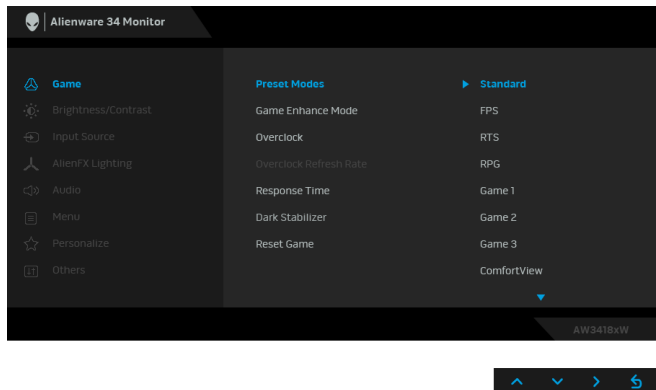 Alienware 34 Monitor
Game
Preset Modes
Standard
Brightness/Contrast
Game Enhance Mode
FPS
Input Source
Overclock
RTS
AlienFX Lighting
Overclock Refresh Rate
RPG
Audio
Response Time
Game 1
Menu
Dark Stabilizer
Game 2
Personalize
Reset Game
Game 3
Others
ComfortView
AW3418xW